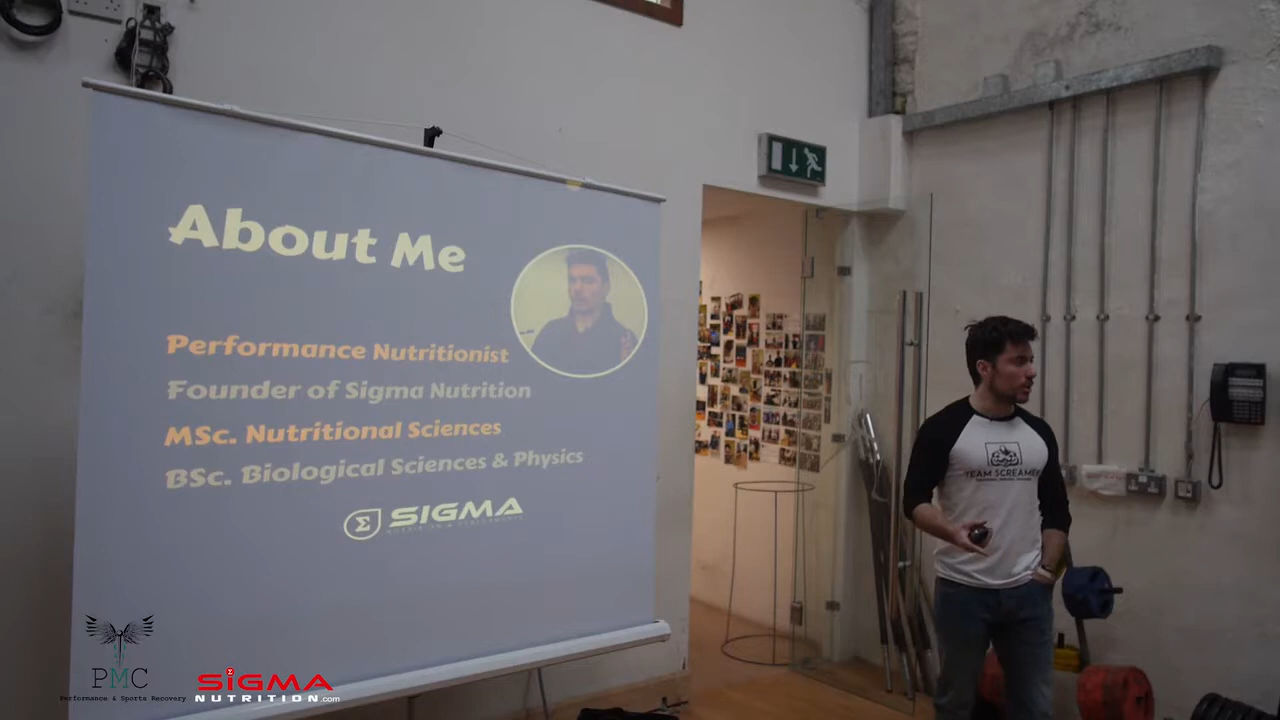 About Me
Performance Nutritionist
Founder of Sigma Nutrition
MSc. Nutritional Sciences
BSc. Biological Sciences & Physics
Σ SIGMA
TEAM SCREAMER
PMC
Performance & Sports Recovery
SIGMA
NUTRITION.com